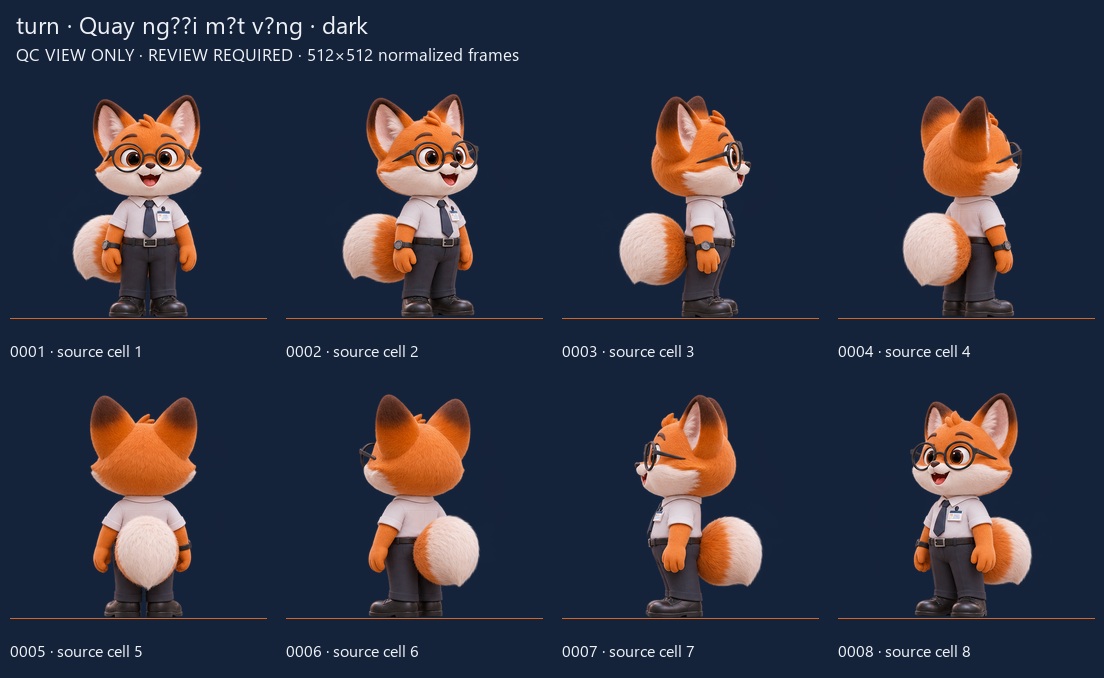 turn · Quay ng??i m?t v?ng · dark
QC VIEW ONLY · REVIEW REQUIRED · 512×512 normalized frames
0001 · source cell 1
0002 · source cell 2
0003 · source cell 3
0004 · source cell 4
0005 · source cell 5
0006 · source cell 6
0007 · source cell 7
0008 · source cell 8